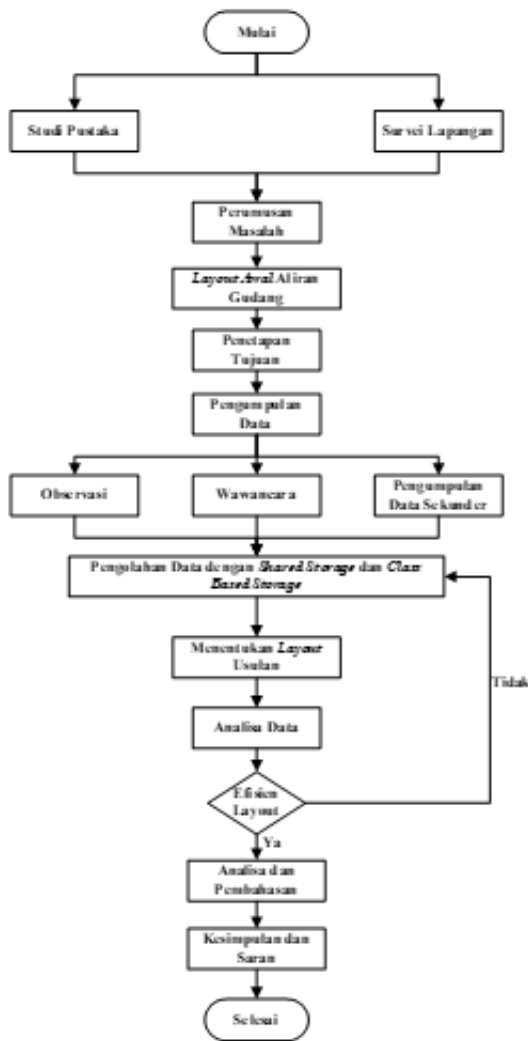 Mulai
Studi Pustaka
Survei Lapangan
Perumusan
Masalah
Layout Awal Aliran
Gudang
Penetapan
Tujuan
Pengumpulan
Data
Observasi
Wawancara
Pengumpulan
Data Sekunder
Pengolahan Data dengan Shared Storage dan Class
Based Storage
Menentukan Layout
Usulan
Tidak
Analisa Data
Efisien
Layout
Ya
Analisa dan
Pembahasan
Kesimpulan dan
Saran
Selesai